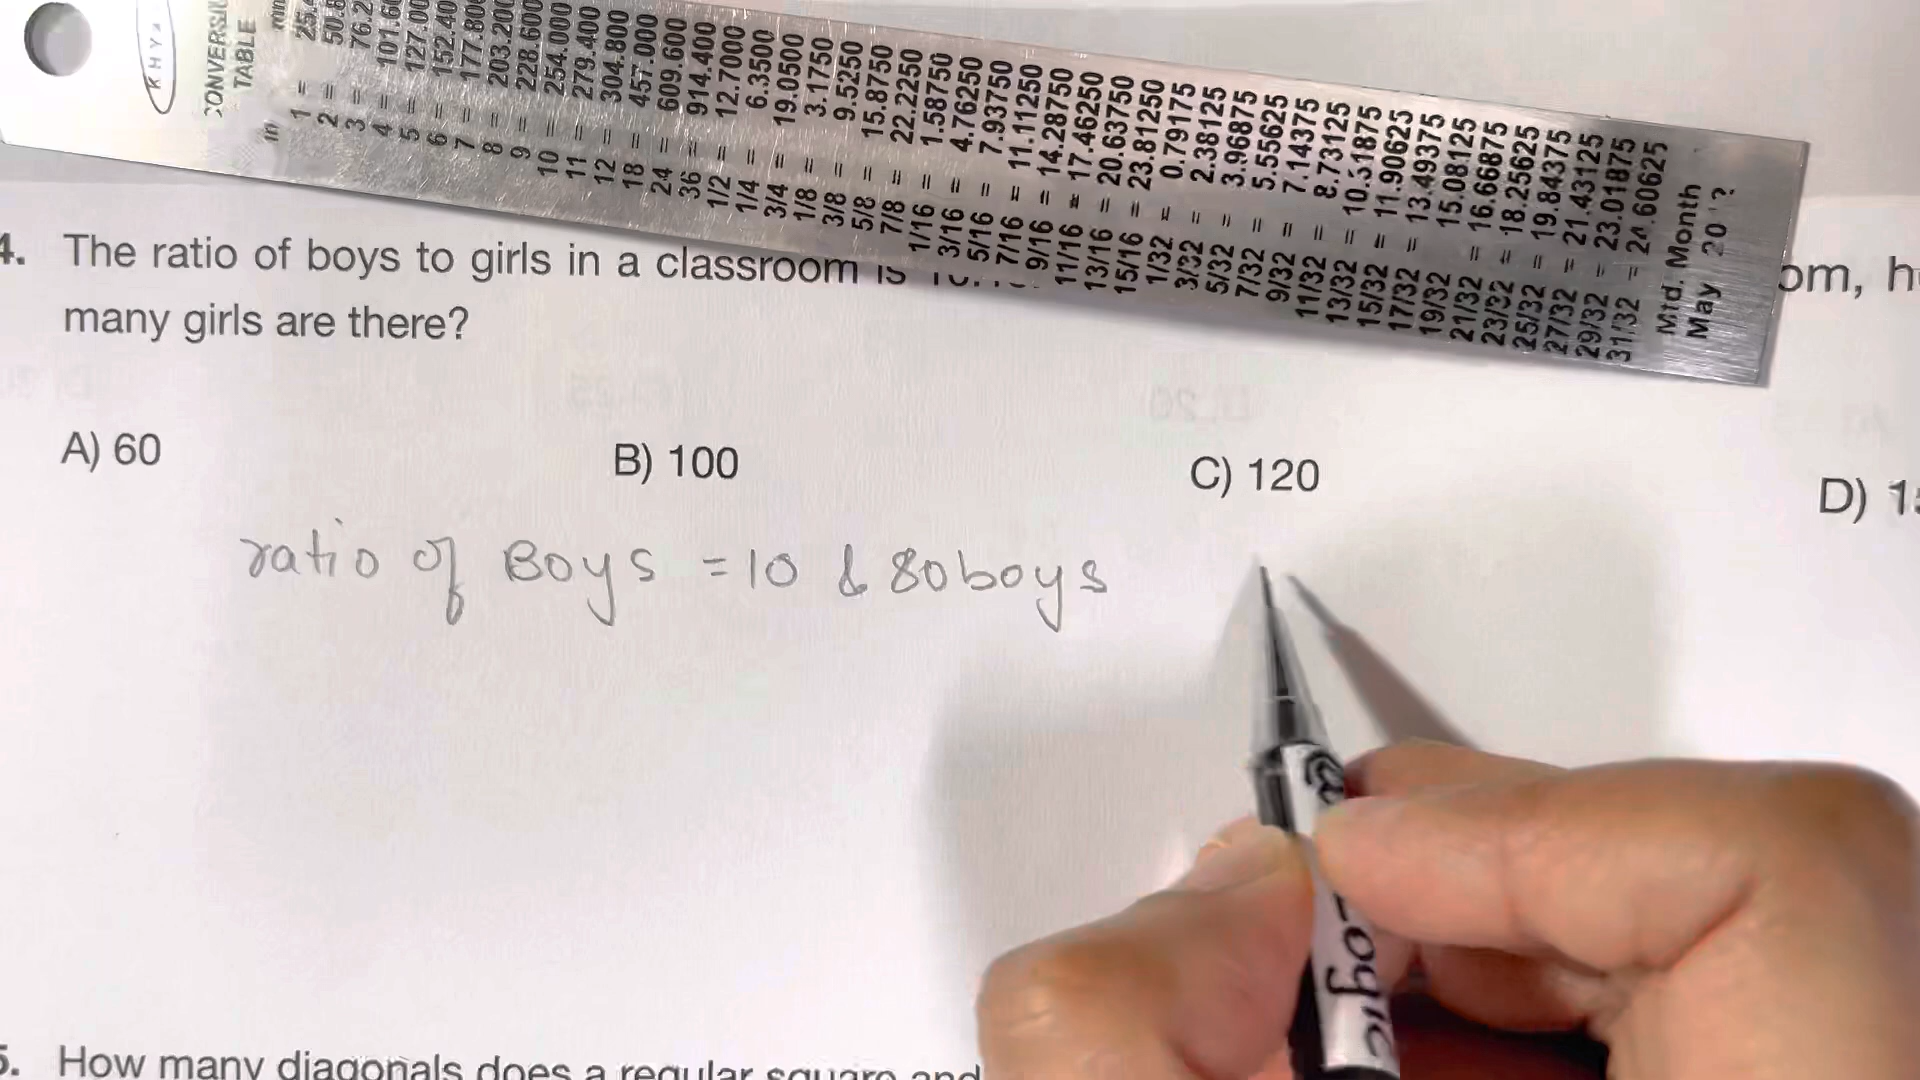 KHY
CONVERSI
TABLE
in
1 = 25.
2 = 50.8
3 = 76.2
4 = 101.6
5 = 127.00
6 = 152.40
7 = 177.80
8 = 203.200
9 = 228.600
10 = 254.000
11 = 279.400
12 = 304.800
18 = 457.000
24 = 609.600
36 = 914.400
1/2 = 12.7000
1/4 = 6.3500
3/4 = 19.0500
1/8 = 3.1750
3/8 = 9.5250
5/8 = 15.8750
7/8 = 22.2250
1/16 = 1.58750
3/16 = 4.76250
5/16 = 7.93750
7/16 = 11.11250
9/16 = 14.28750
11/16 = 17.46250
13/16 = 20.63750
15/16 = 23.81250
1/32 = 0.79175
3/32 = 2.38125
5/32 = 3.96875
7/32 = 5.55625
9/32 = 7.14375
11/32 = 8.73125
13/32 = 10.31875
15/32 = 11.90625
17/32 = 13.49375
19/32 = 15.08125
21/32 = 16.66875
23/32 = 18.25625
25/32 = 19.84375
27/32 = 21.43125
29/32 = 23.01875
31/32 = 24.60625
Mfd. Month
May 20
4. The ratio of boys to girls in a classroom is om, h
many girls are there?
A) 60 B) 100 C) 120 D) 1
ratio of Boys = 10 & 80 boys
Logic
5. How many diagonals does a regular square and